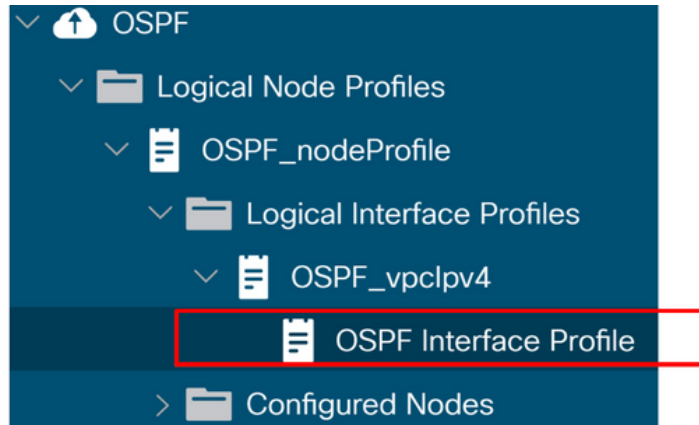 OSPF
Logical Node Profiles
OSPF_nodeProfile
Logical Interface Profiles
OSPF_vpcIpv4
OSPF Interface Profile
Configured Nodes